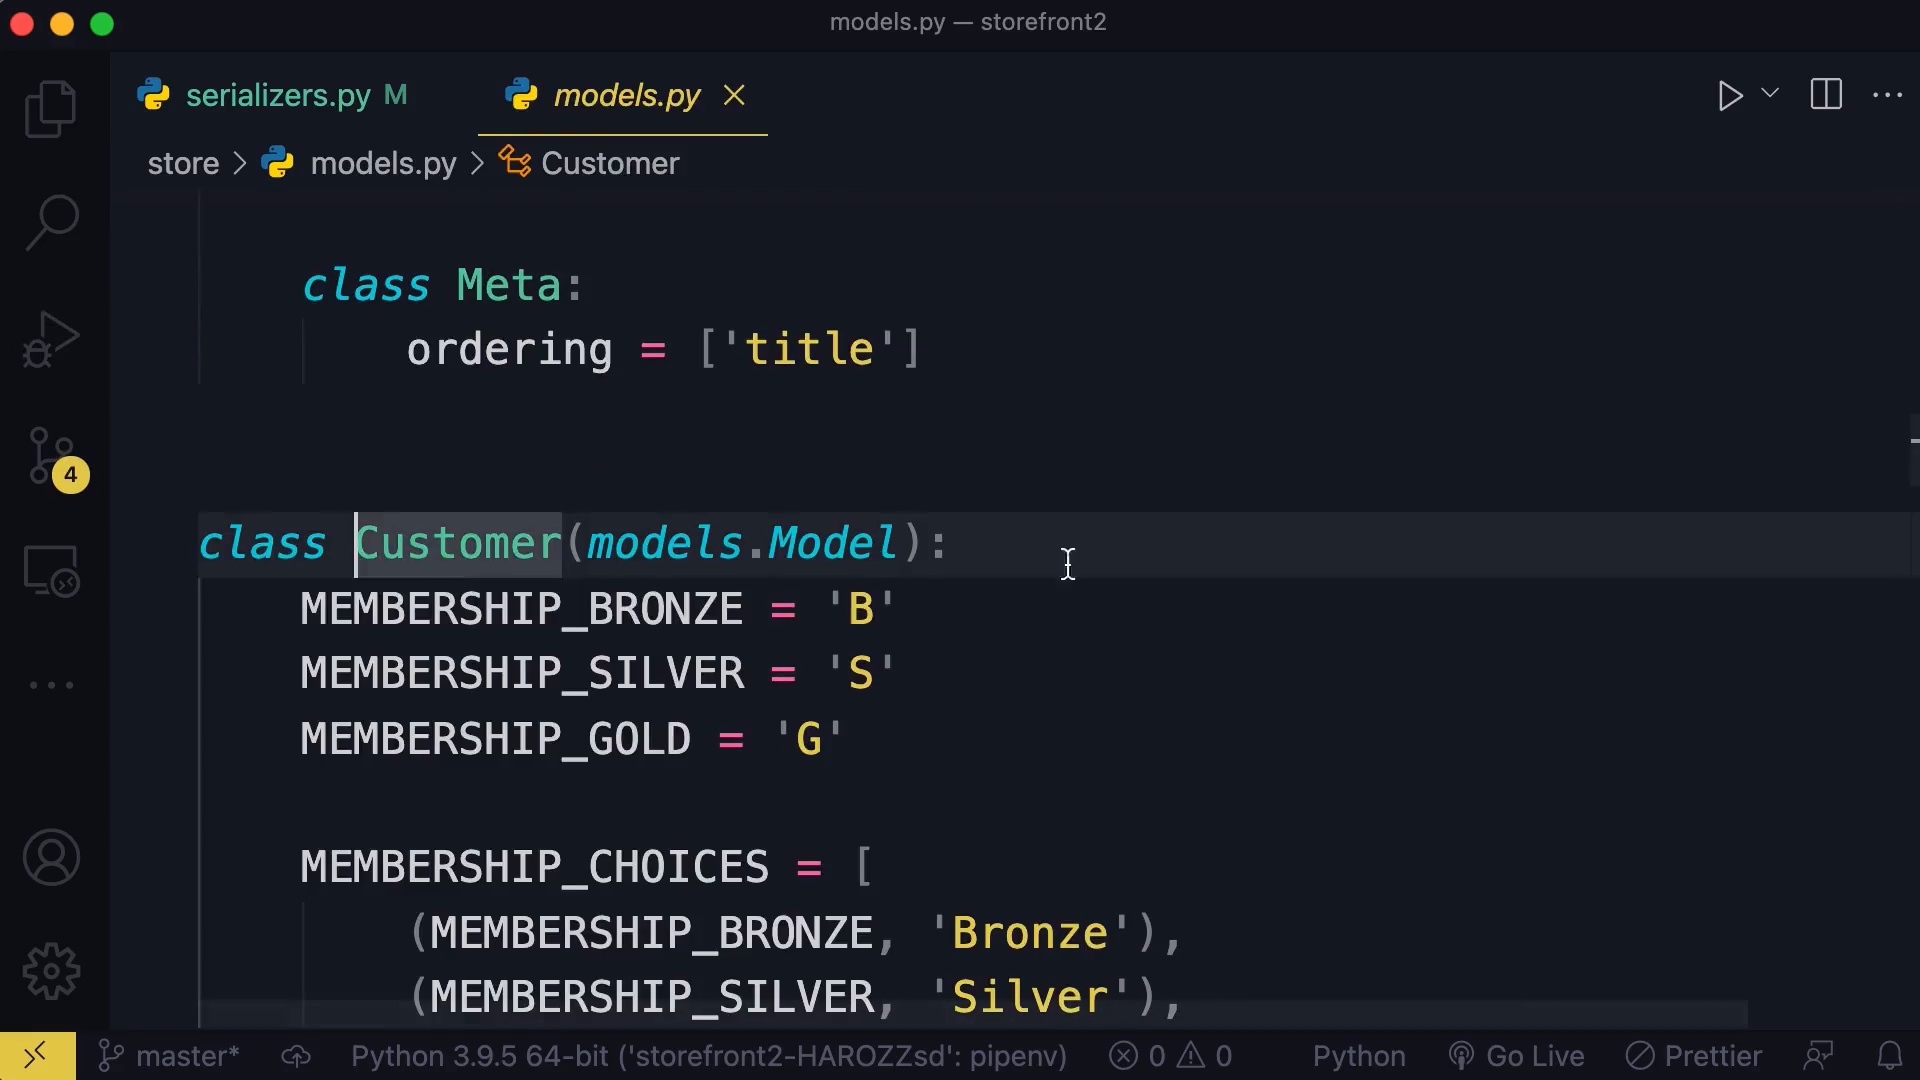 models.py — storefront2
serializers.py M
models.py
store > models.py > Customer
class Meta:
ordering = ['title']
class Customer(models.Model):
MEMBERSHIP_BRONZE = 'B'
MEMBERSHIP_SILVER = 'S'
MEMBERSHIP_GOLD = 'G'
MEMBERSHIP_CHOICES = [
(MEMBERSHIP_BRONZE, 'Bronze'),
(MEMBERSHIP_SILVER, 'Silver'),
4
master* Python 3.9.5 64-bit ('storefront2-HAROZZsd': pipenv) 0 0 Python Go Live Prettier